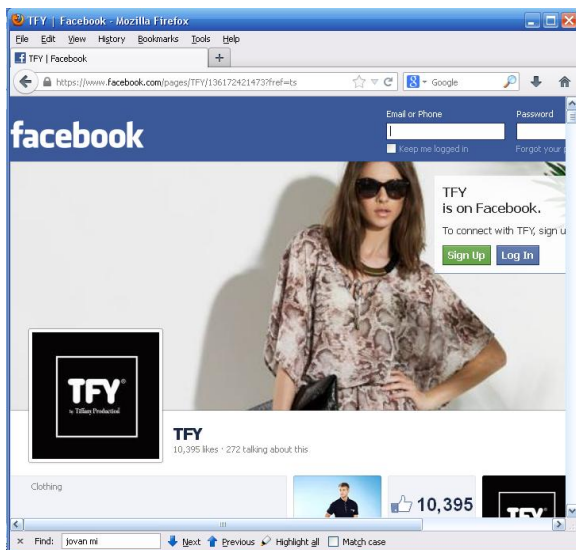 TFY | Facebook - Mozilla Firefox
File Edit View History Bookmarks Tools Help
TFY | Facebook
https://www.facebook.com/pages/TFY/136172421473?fref=ts
Google
Email or Phone Password
facebook
Keep me logged in Forgot your
TFY
is on Facebook.
To connect with TFY, sign u
Sign Up Log In
TFY
by Tiffany Production
TFY
10,395 likes · 272 talking about this
Clothing
10,395
TFY
Find: jovan mi Next Previous Highlight all Match case